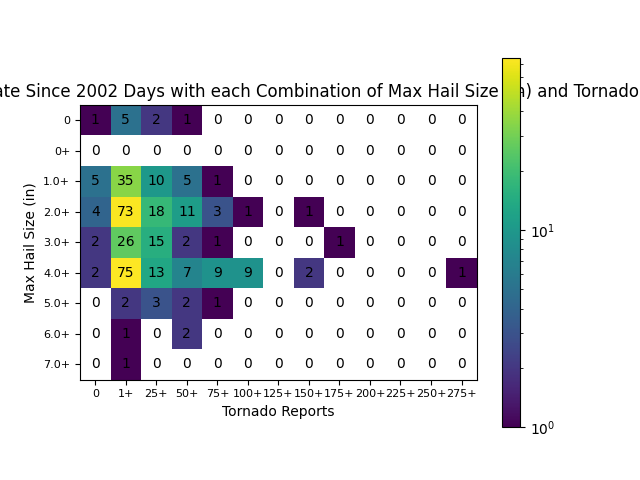 ate Since 2002 Days with each Combination of Max Hail Size (in) and Tornado
Max Hail Size (in)
0 1 5 2 1 0 0 0 0 0 0 0 0 0
0+ 0 0 0 0 0 0 0 0 0 0 0 0 0
1.0+ 5 35 10 5 1 0 0 0 0 0 0 0 0
2.0+ 4 73 18 11 3 1 0 1 0 0 0 0 0
3.0+ 2 26 15 2 1 0 0 0 1 0 0 0 0
4.0+ 2 75 13 7 9 9 0 2 0 0 0 0 1
5.0+ 0 2 3 2 1 0 0 0 0 0 0 0 0
6.0+ 0 1 0 2 0 0 0 0 0 0 0 0 0
7.0+ 0 1 0 0 0 0 0 0 0 0 0 0 0
0 1+ 25+ 50+ 75+ 100+ 125+ 150+ 175+ 200+ 225+ 250+ 275+
Tornado Reports
10¹
10⁰